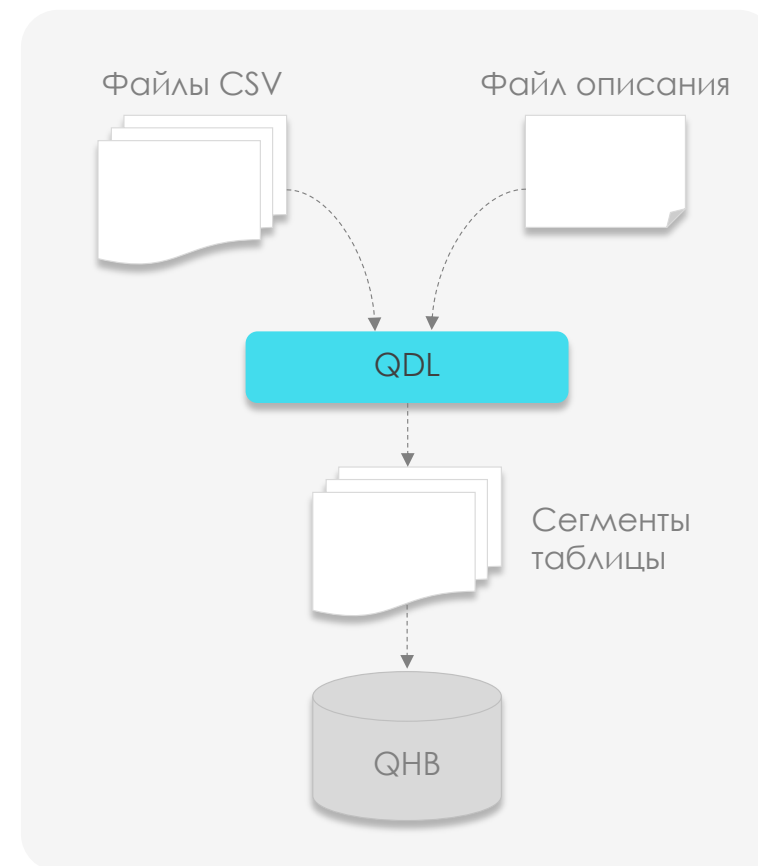 Файлы CSV
Файл описания
QDL
Сегменты
таблицы
QHB